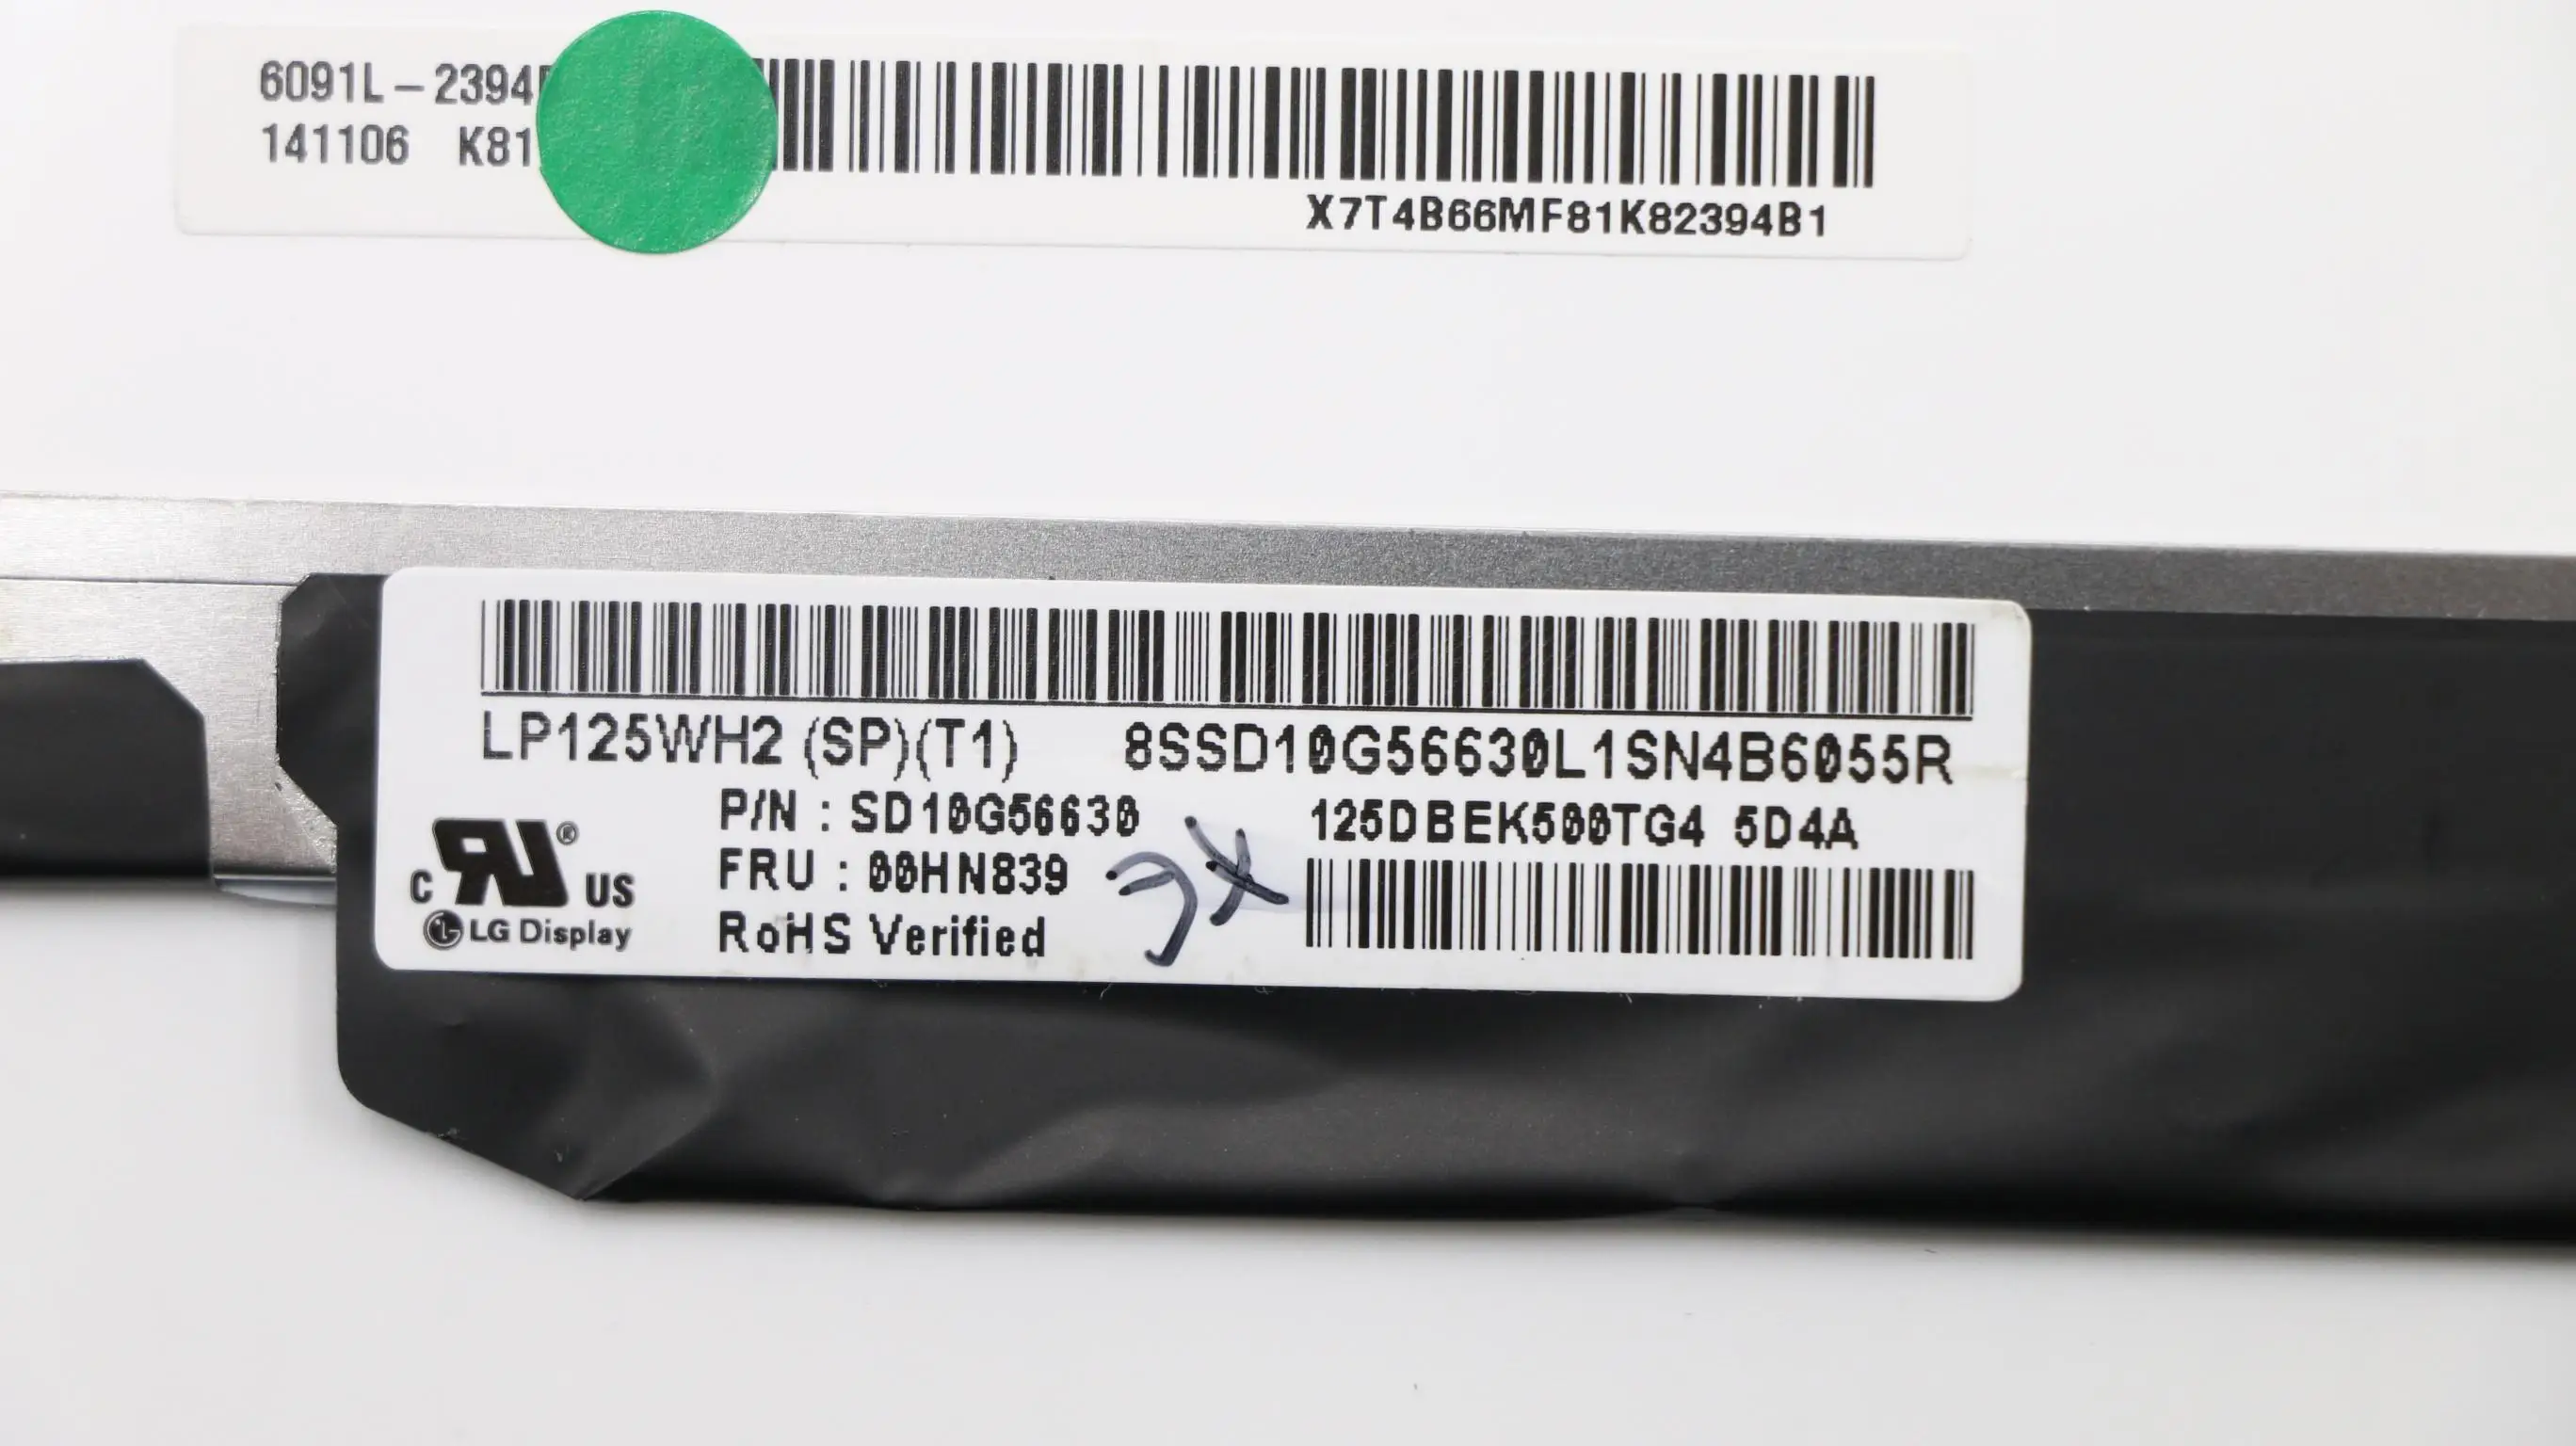 6091L-2394
141106 K81
X7T4B66MF81K82394B1
LP125WH2 (SP)(T1) 8SSD10G56630L1SN4B6055R
P/N : SD10G56630 125DBEK500TG4 5D4A
FRU : 00HN839
RoHS Verified
C RU ® US
LG Display